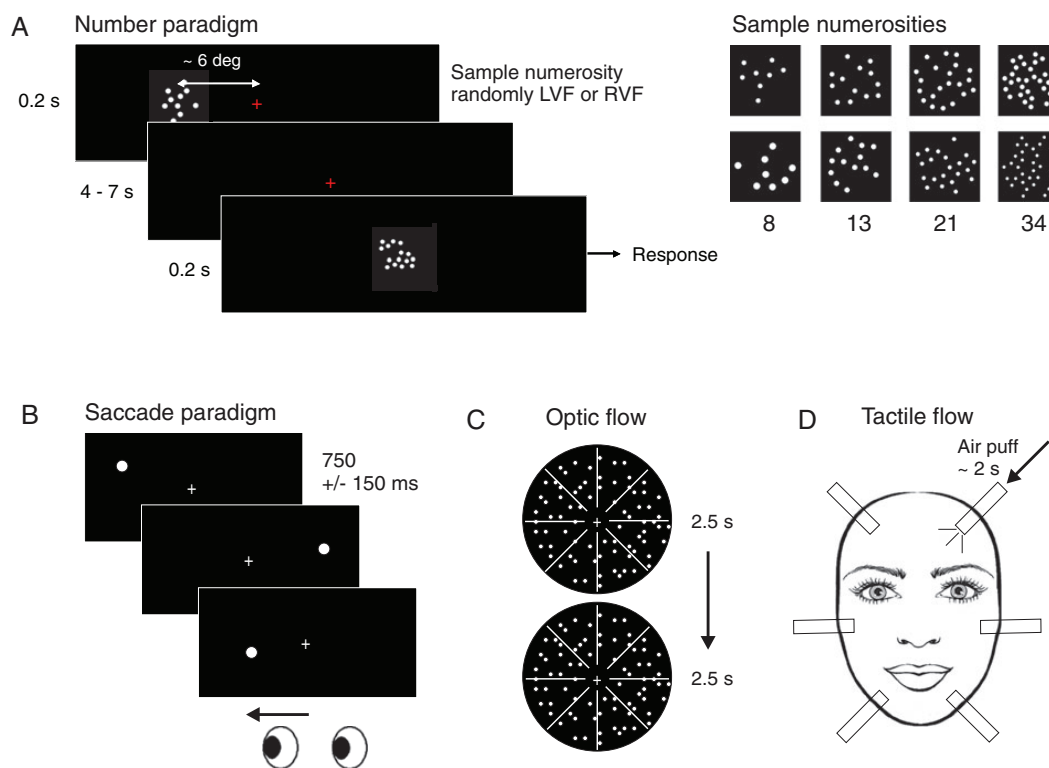 A
Number paradigm
~ 6 deg
0.2 s
Sample numerosity
randomly LVF or RVF
4 - 7 s
0.2 s
Response
Sample numerosities
8
13
21
34
B
Saccade paradigm
750
+/- 150 ms
C
Optic flow
2.5 s
2.5 s
D
Tactile flow
Air puff
~ 2 s